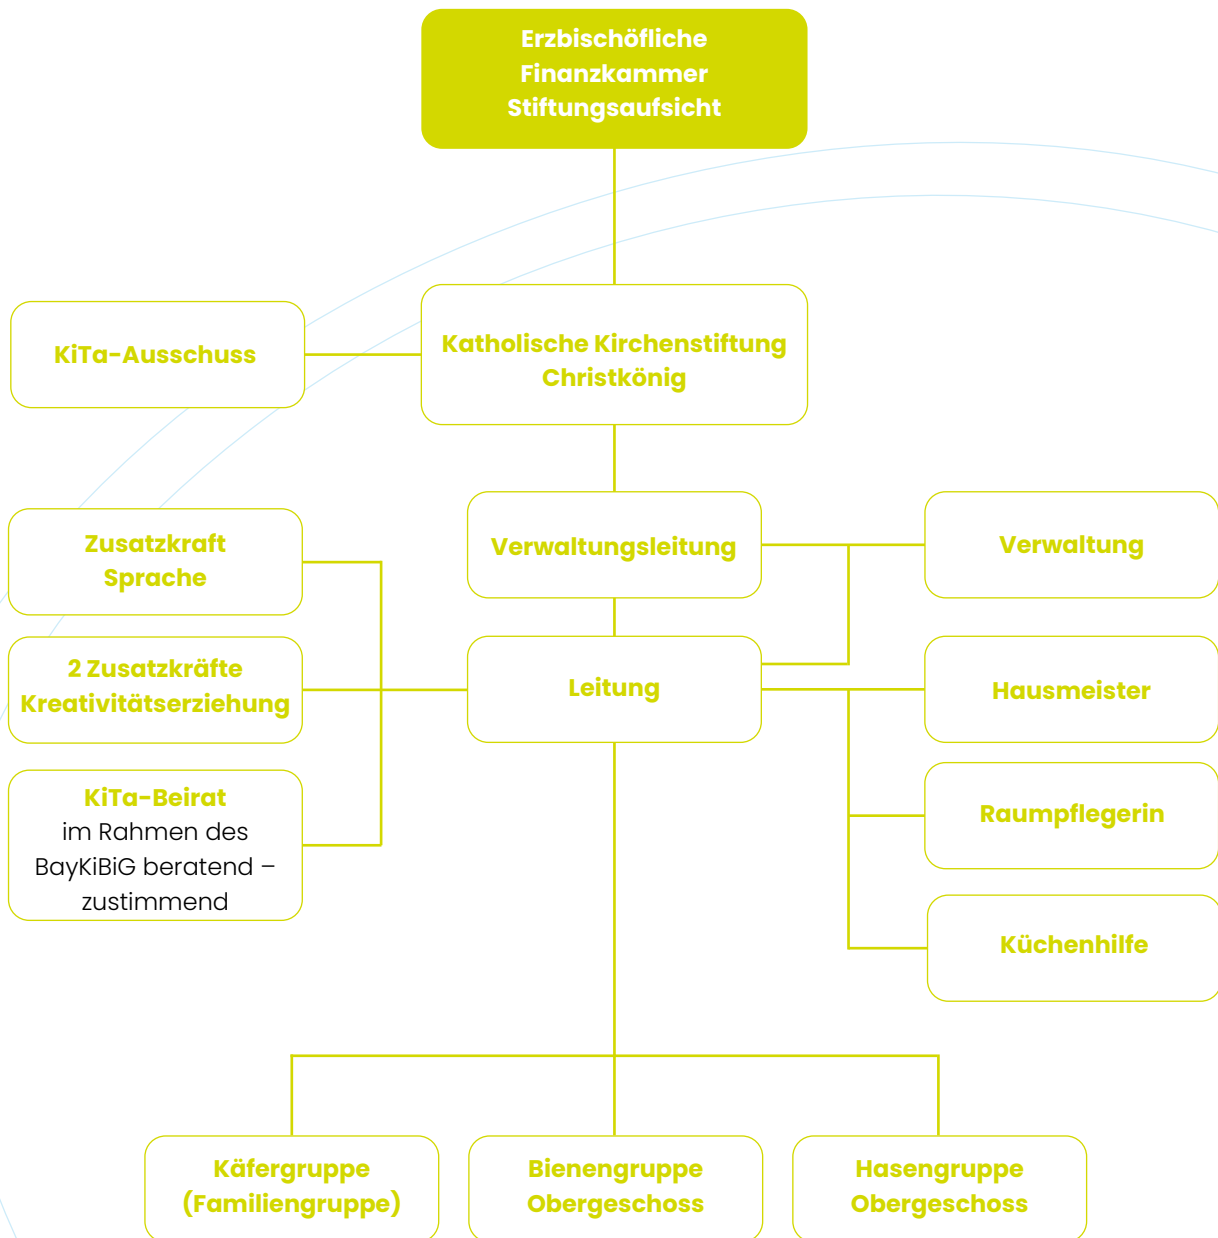 Erzbischöfliche
Finanzkammer
Stiftungsaufsicht
KiTa-Ausschuss
Katholische Kirchenstiftung
Christkönig
Zusatzkraft
Sprache
Verwaltungsleitung
Verwaltung
2 Zusatzkräfte
Kreativitätserziehung
Leitung
Hausmeister
KiTa-Beirat
im Rahmen des
BayKiBiG beratend –
zustimmend
Raumpflegerin
Küchenhilfe
Käfergruppe
(Familiengruppe)
Bienengruppe
Obergeschoss
Hasengruppe
Obergeschoss